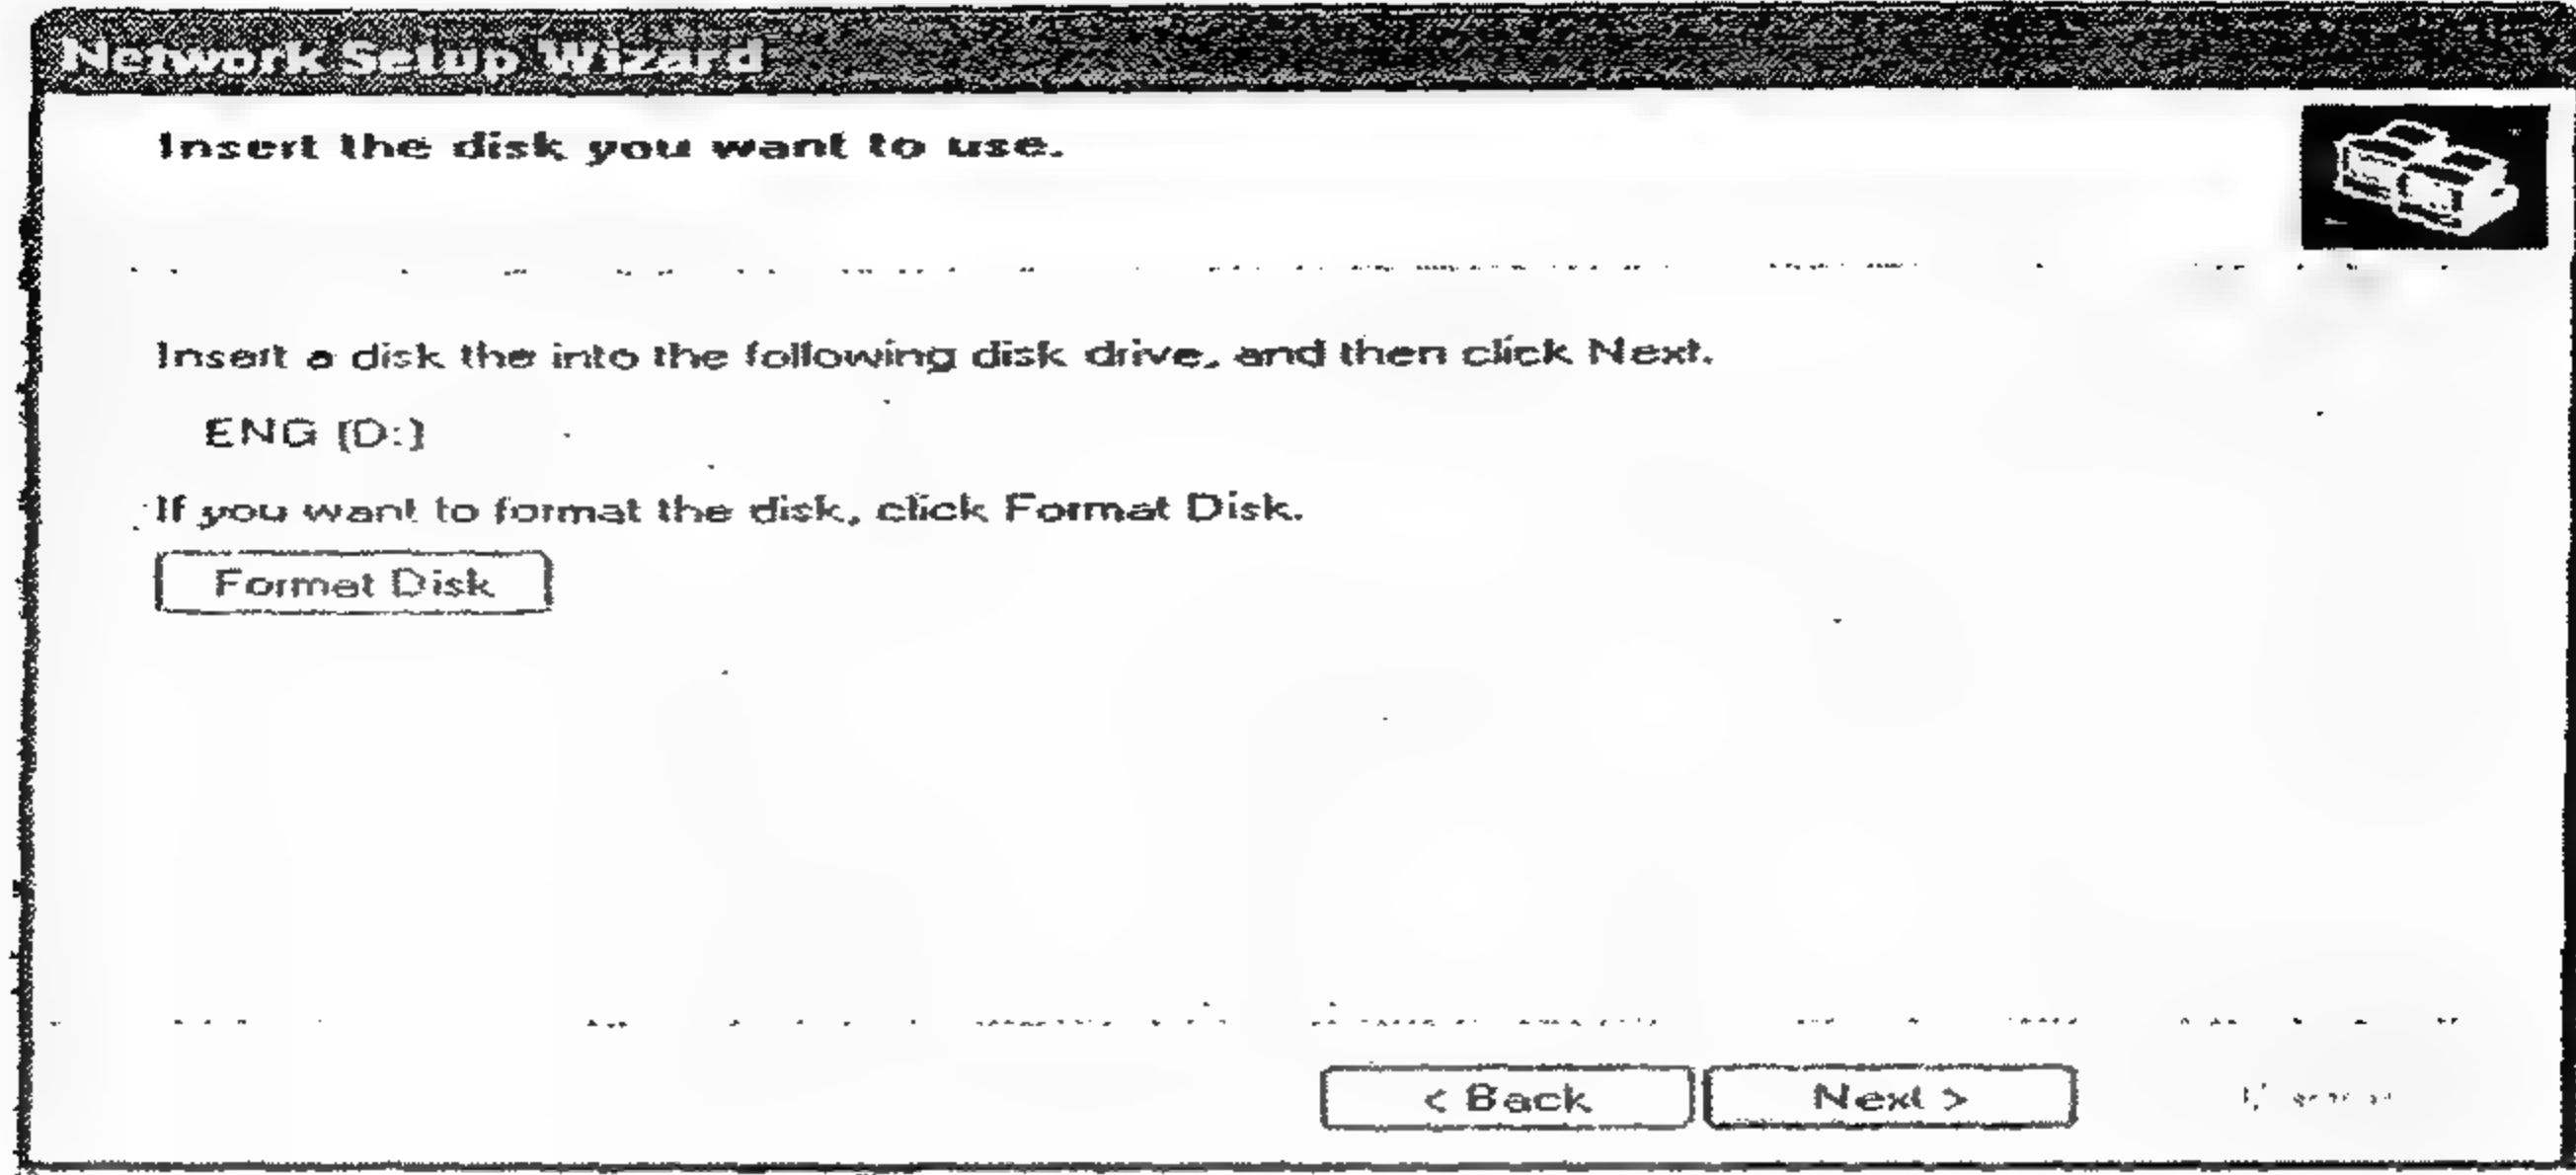 Network Setup Wizard
Insert the disk you want to use.
Insert a disk the into the following disk drive, and then click Next.
ENG (D:)
If you want to format the disk, click Format Disk.
Format Disk
< Back
Next >